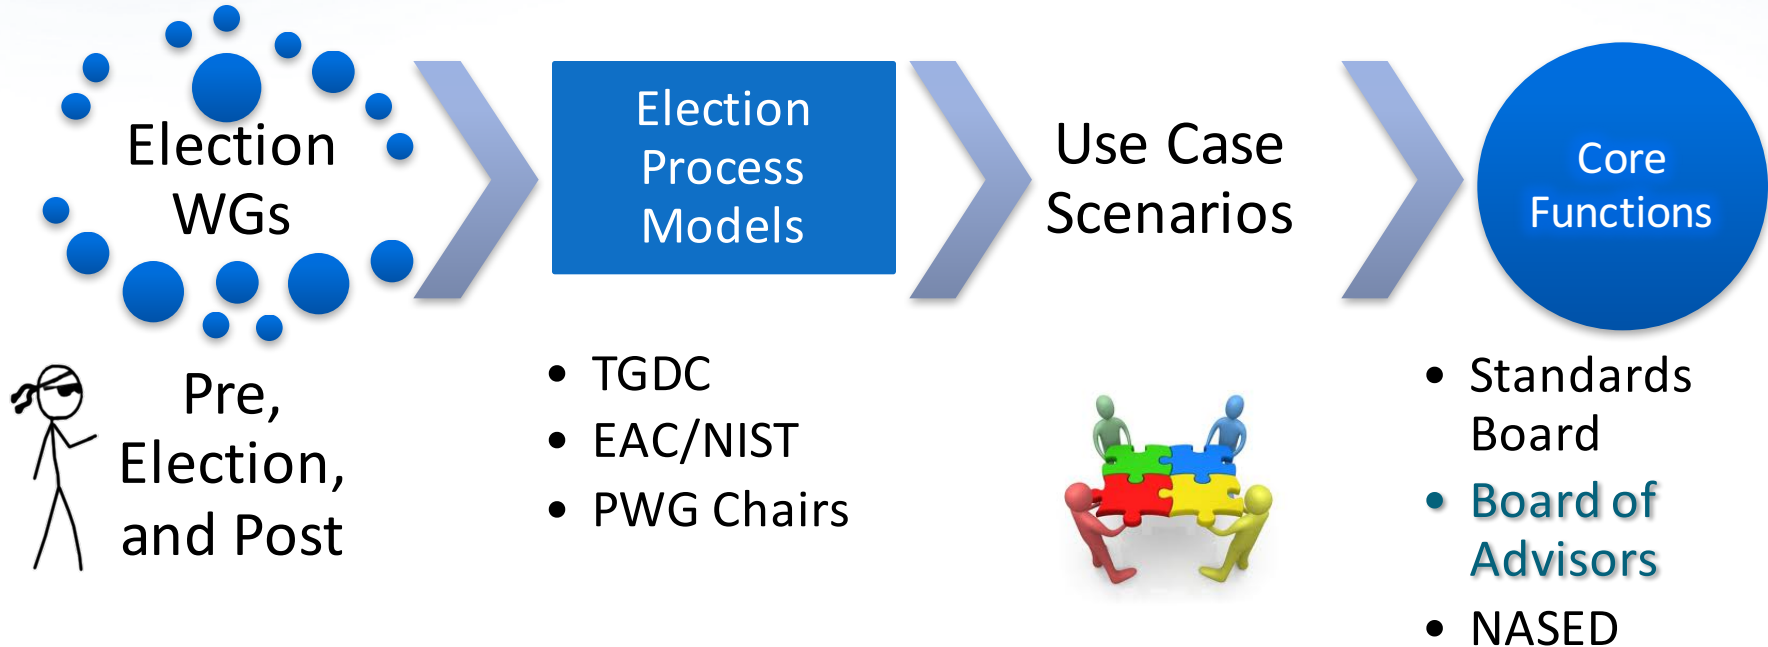 Election
WGs
Election
Process
Models
Use Case
Scenarios
Core
Functions
Pre,
Election,
and Post
• TGDC
• EAC/NIST
• PWG Chairs
• Standards
Board
• Board of
Advisors
• NASED